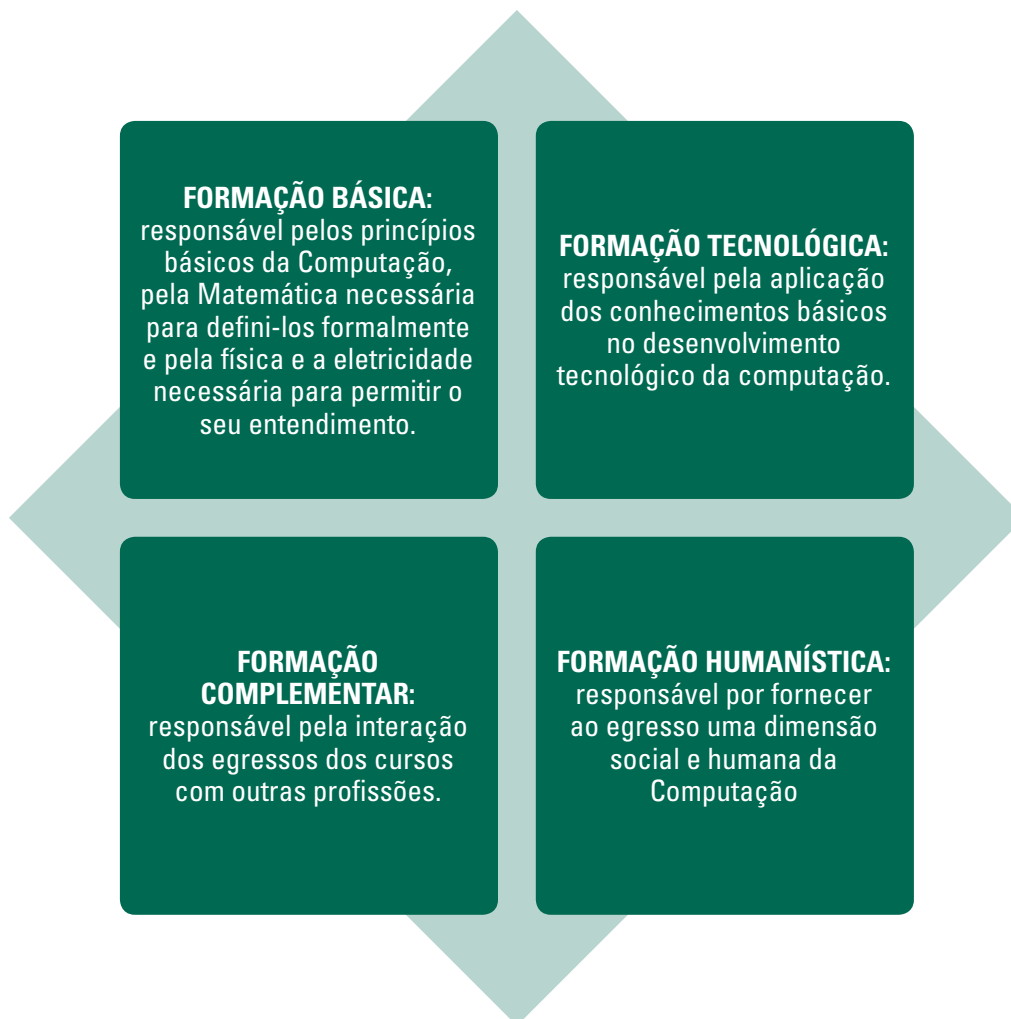 FORMAÇÃO BÁSICA:
responsável pelos princípios
básicos da Computação,
pela Matemática necessária
para defini-los formalmente
e pela física e a eletricidade
necessária para permitir o
seu entendimento.
FORMAÇÃO TECNOLÓGICA:
responsável pela aplicação
dos conhecimentos básicos
no desenvolvimento
tecnológico da computação.
FORMAÇÃO
COMPLEMENTAR:
responsável pela interação
dos egressos dos cursos
com outras profissões.
FORMAÇÃO HUMANÍSTICA:
responsável por fornecer
ao egresso uma dimensão
social e humana da
Computação